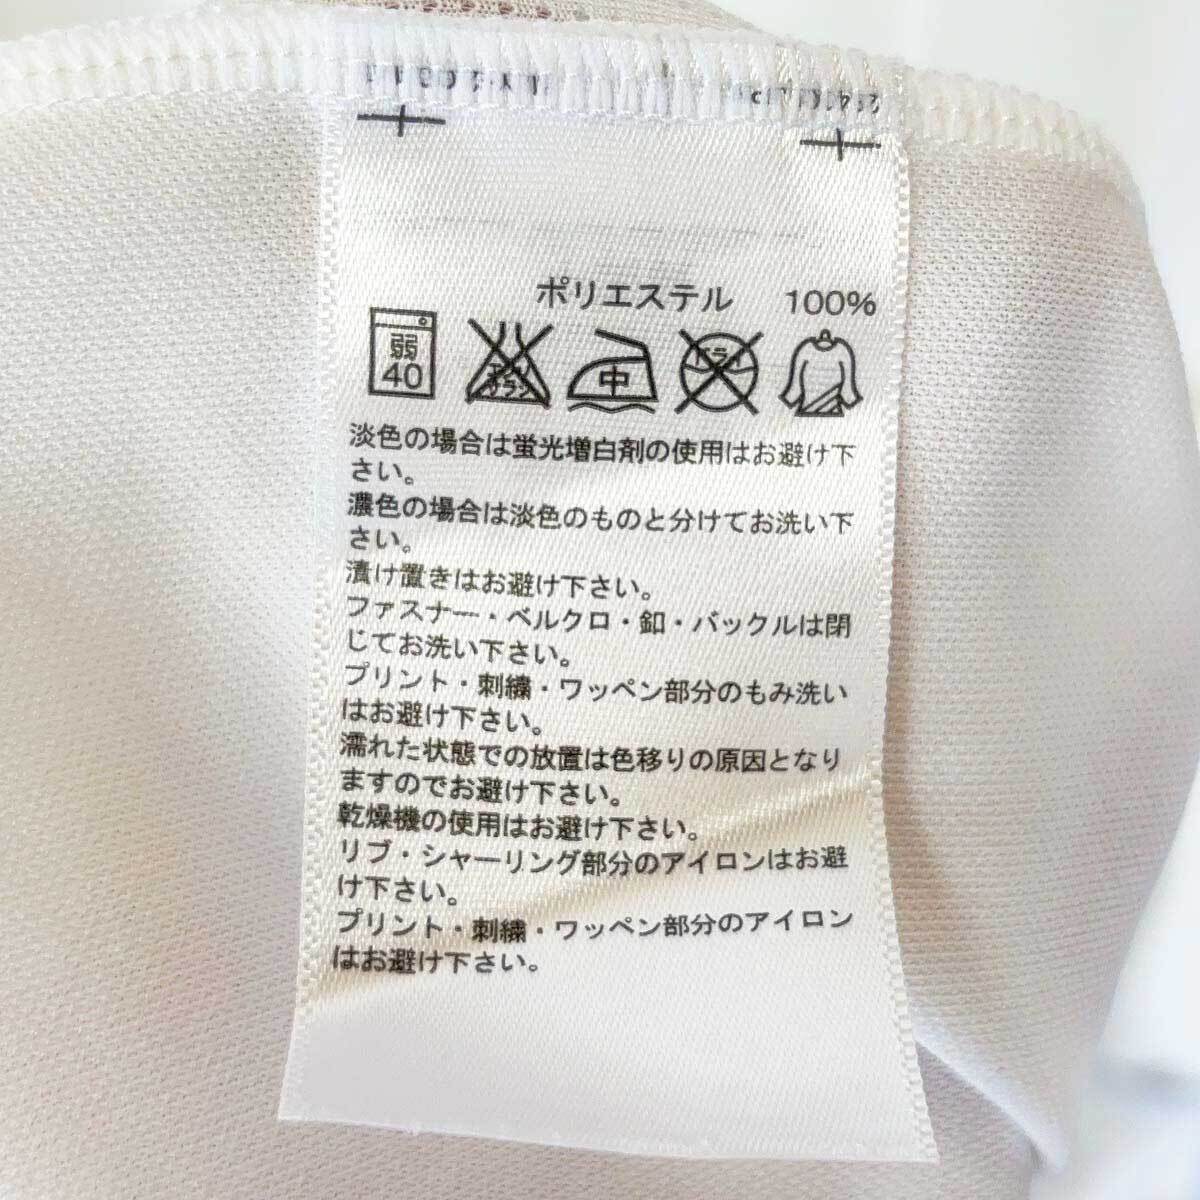 ポリエステル 100%
弱 40 エンソ サラシ 中 ドライ
淡色の場合は蛍光増白剤の使用はお避け下
さい。
濃色の場合は淡色のものと分けてお洗い下
さい。
漬け置きはお避け下さい。
ファスナー・ベルクロ・釦・バックルは閉
じてお洗い下さい。
プリント・刺繍・ワッペン部分のもみ洗い
はお避け下さい。
濡れた状態での放置は色移りの原因となり
ますのでお避け下さい。
乾燥機の使用はお避け下さい。
リブ・シャーリング部分のアイロンはお避
け下さい。
プリント・刺繍・ワッペン部分のアイロン
はお避け下さい。